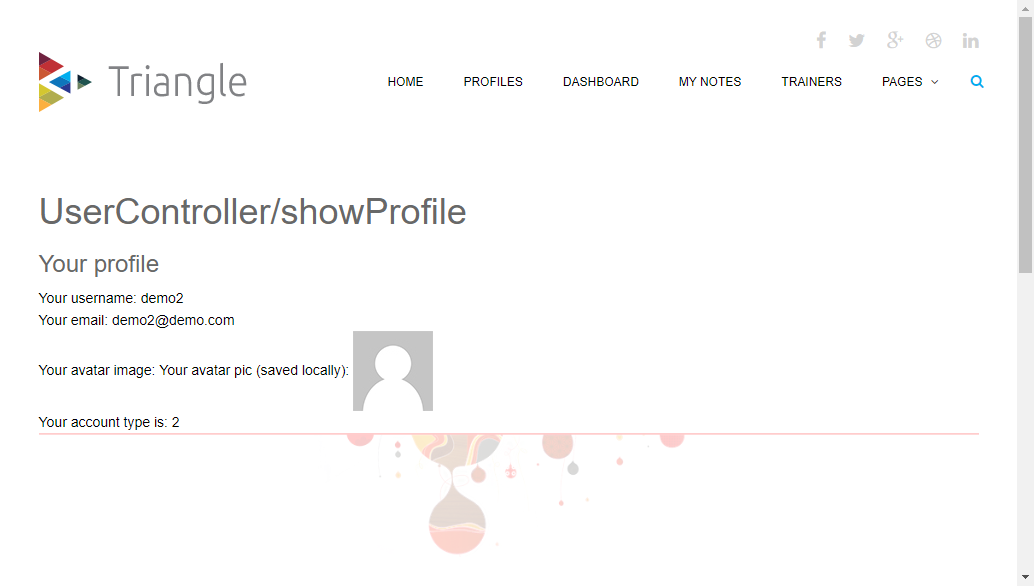 Triangle
HOME PROFILES DASHBOARD MY NOTES TRAINERS PAGES
UserController/showProfile
Your profile
Your username: demo2
Your email: demo2@demo.com
Your avatar image: Your avatar pic (saved locally):
Your account type is: 2